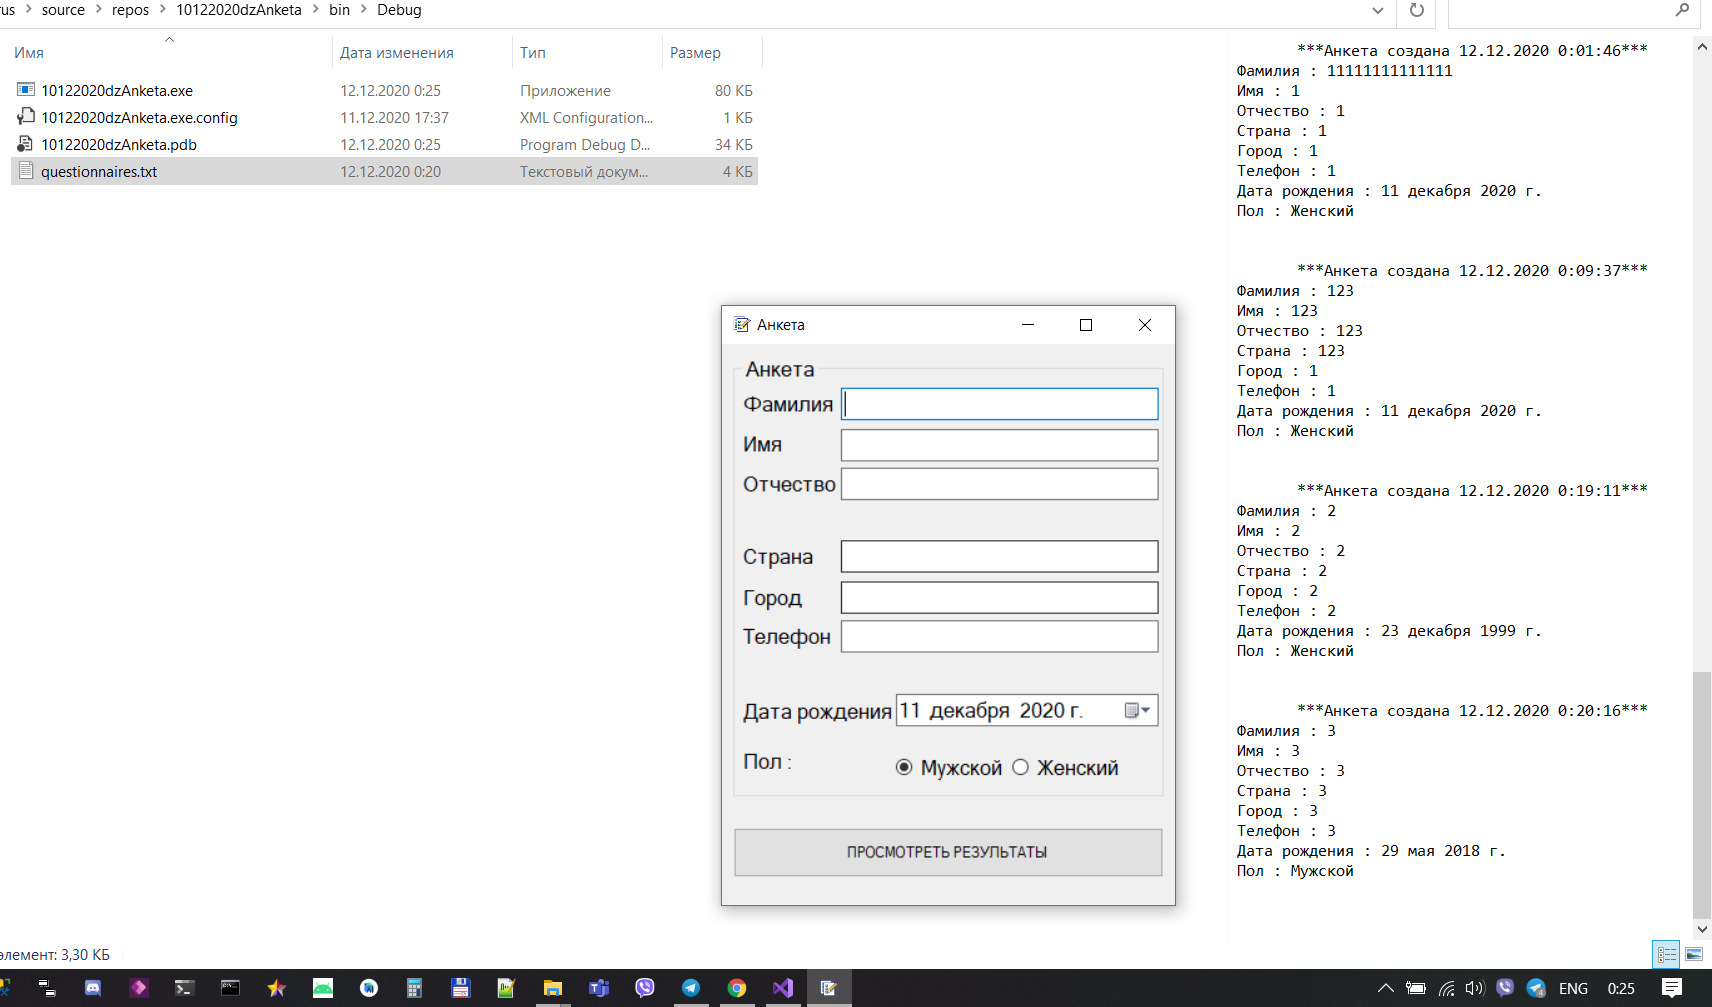 rus > source > repos > 10122020dzAnketa > bin > Debug
Имя Дата изменения Тип Размер
10122020dzAnketa.exe 12.12.2020 0:25 Приложение 80 КБ
10122020dzAnketa.exe.config 11.12.2020 17:37 XML Configuration... 1 КБ
10122020dzAnketa.pdb 12.12.2020 0:25 Program Debug D... 34 КБ
questionnaires.txt 12.12.2020 0:20 Текстовый докум... 4 КБ
Анкета
Анкета
Фамилия
Имя
Отчество
Страна
Город
Телефон
Дата рождения 11 декабря 2020 г.
Пол : Мужской Женский
ПРОСМОТРЕТЬ РЕЗУЛЬТАТЫ
***Анкета создана 12.12.2020 0:01:46***
Фамилия : 11111111111111
Имя : 1
Отчество : 1
Страна : 1
Город : 1
Телефон : 1
Дата рождения : 11 декабря 2020 г.
Пол : Женский
***Анкета создана 12.12.2020 0:09:37***
Фамилия : 123
Имя : 123
Отчество : 123
Страна : 123
Город : 1
Телефон : 1
Дата рождения : 11 декабря 2020 г.
Пол : Женский
***Анкета создана 12.12.2020 0:19:11***
Фамилия : 2
Имя : 2
Отчество : 2
Страна : 2
Город : 2
Телефон : 2
Дата рождения : 23 декабря 1999 г.
Пол : Женский
***Анкета создана 12.12.2020 0:20:16***
Фамилия : 3
Имя : 3
Отчество : 3
Страна : 3
Город : 3
Телефон : 3
Дата рождения : 29 мая 2018 г.
Пол : Мужской
элемент: 3,30 КБ
ENG 0:25